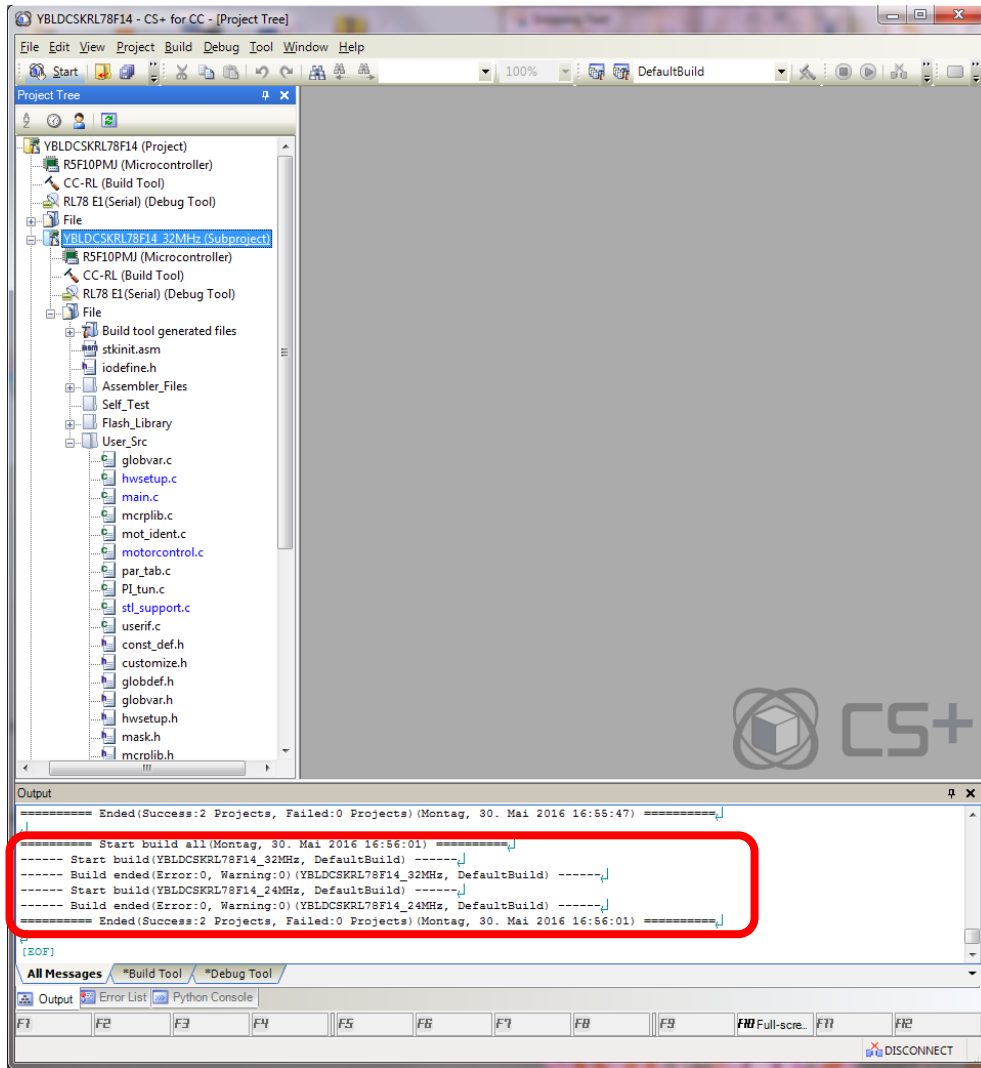 YBLDCSKRL78F14 - CS+ for CC - [Project Tree]
File Edit View Project Build Debug Tool Window Help
Start 100% DefaultBuild
Project Tree
YBLDCSKRL78F14 (Project)
R5F10PMJ (Microcontroller)
CC-RL (Build Tool)
RL78 E1(Serial) (Debug Tool)
File
YBLDCSKRL78F14_32MHz (Subproject)
R5F10PMJ (Microcontroller)
CC-RL (Build Tool)
RL78 E1(Serial) (Debug Tool)
File
Build tool generated files
stkinit.asm
iodefine.h
Assembler_Files
Self_Test
Flash_Library
User_Src
globvar.c
hwsetup.c
main.c
mcrplib.c
mot_ident.c
motorcontrol.c
par_tab.c
PI_tun.c
stl_support.c
userif.c
const_def.h
customize.h
globdef.h
globvar.h
hwsetup.h
mask.h
mcrplib.h
CS+
Output
========== Ended(Success:2 Projects, Failed:0 Projects)(Montag, 30. Mai 2016 16:55:47) ==========
========== Start build all(Montag, 30. Mai 2016 16:56:01) ==========
------ Start build(YBLDCSKRL78F14_32MHz, DefaultBuild) ------
------ Build ended(Error:0, Warning:0)(YBLDCSKRL78F14_32MHz, DefaultBuild) ------
------ Start build(YBLDCSKRL78F14_24MHz, DefaultBuild) ------
------ Build ended(Error:0, Warning:0)(YBLDCSKRL78F14_24MHz, DefaultBuild) ------
========== Ended(Success:2 Projects, Failed:0 Projects)(Montag, 30. Mai 2016 16:56:01) ==========
[EOF]
All Messages *Build Tool *Debug Tool
Output Error List Python Console
F1 F2 F3 F4 F5 F6 F7 F8 F9 F10 Full-scre... F11 F12
DISCONNECT